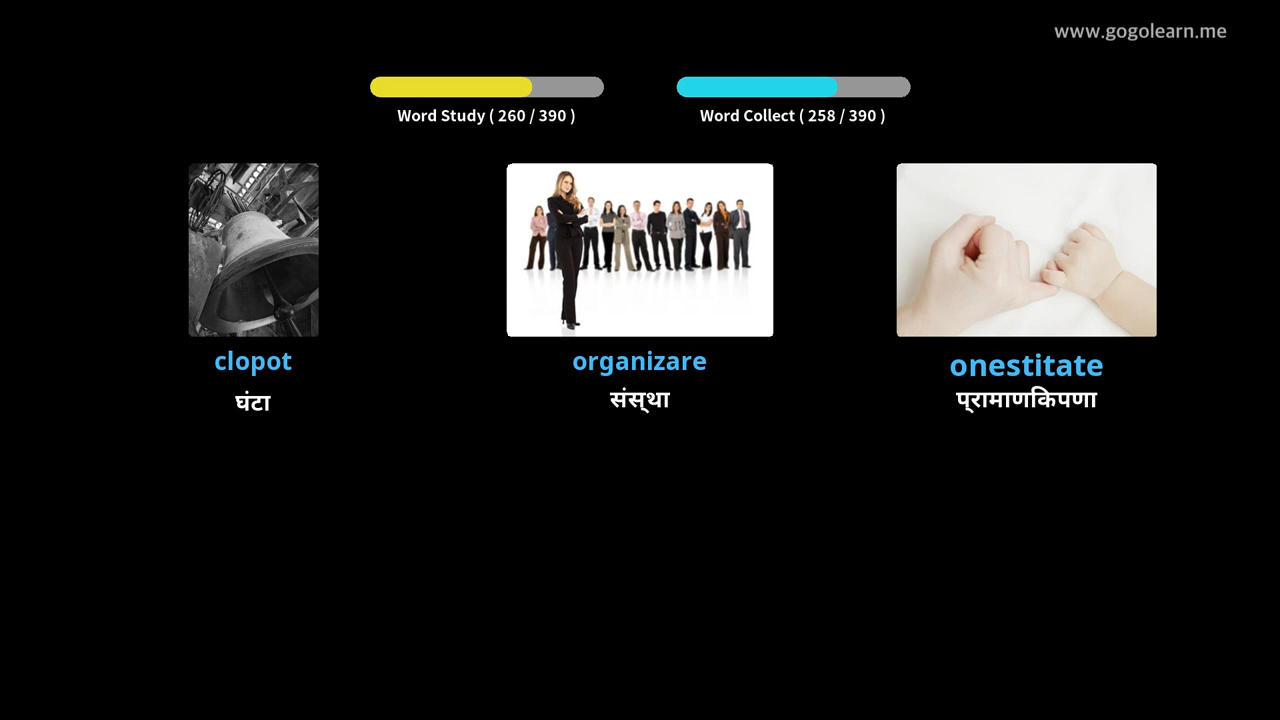 www.gogolearn.me
Word Study ( 260 / 390 )
Word Collect ( 258 / 390 )
clopot
organizare
onestitate
घंटा
संस्था
प्रामाणिकपणा